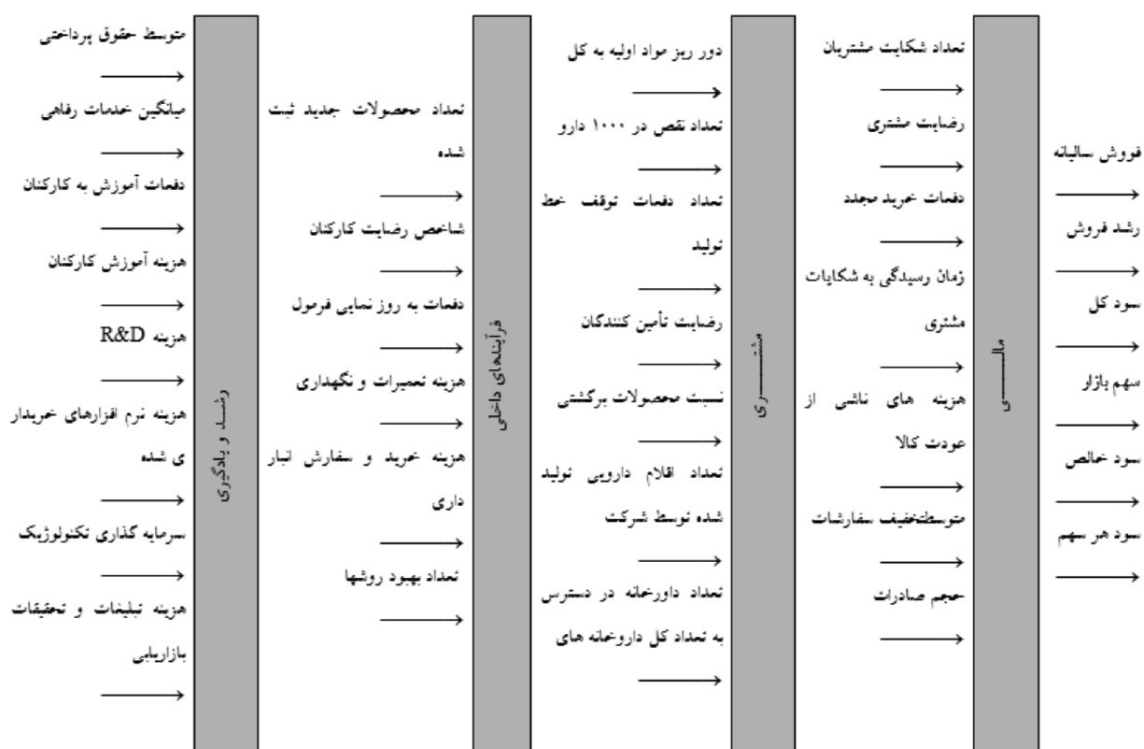 متوسط حقوق پرداختی
میانگین خدمات رفاهی
دفعات آموزش به کارکنان
هزینه آموزش کارکنان
هزینه R&D
هزینه نرم افزارهای خریدار
ی شده
سرمایه گذاری تکنولوژیک
هزینه تبلیغات و تحقیقات
بازاریابی
رشد و یادگیری
تعداد محصولات جدید ثبت
شده
شاخص رضایت کارکنان
دفعات به روز نمایی فرمول
هزینه تعمیرات و نگهداری
هزینه خرید و سفارش انبار
داری
تعداد بهبود روشها
فرآیندهای داخلی
دور ریز مواد اولیه به کل
تعداد نقص در ۱۰۰۰ دارو
تعداد دفعات توقف خط
تولید
رضایت تأمین کنندگان
نسبت محصولات برگشتی
تعداد اقلام دارویی تولید
شده توسط شرکت
تعداد داورخانه در دسترس
به تعداد کل داروخانه های
مشتـــری
تعداد شکایت مشتریان
رضایت مشتری
دفعات خرید مجدد
زمان رسیدگی به شکایات
مشتری
هزینه های ناشی از
عودت کالا
متوسطتخفیف سفارشات
حجم صادرات
مالـــی
فروش سالیانه
رشد فروش
سود کل
سهم بازار
سود خالص
سود هر سهم